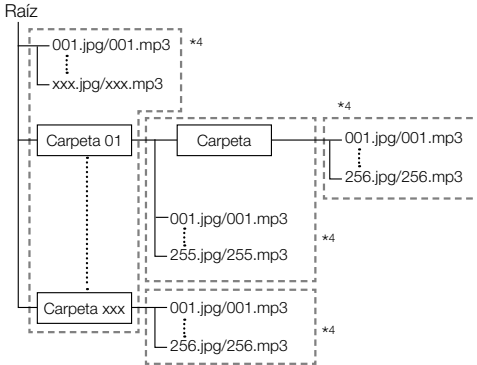 Raíz
001.jpg/001.mp3 *4
xxx.jpg/xxx.mp3
*4
Carpeta 01 Carpeta 001.jpg/001.mp3
256.jpg/256.mp3
001.jpg/001.mp3
*4
255.jpg/255.mp3
Carpeta xxx 001.jpg/001.mp3
*4
256.jpg/256.mp3